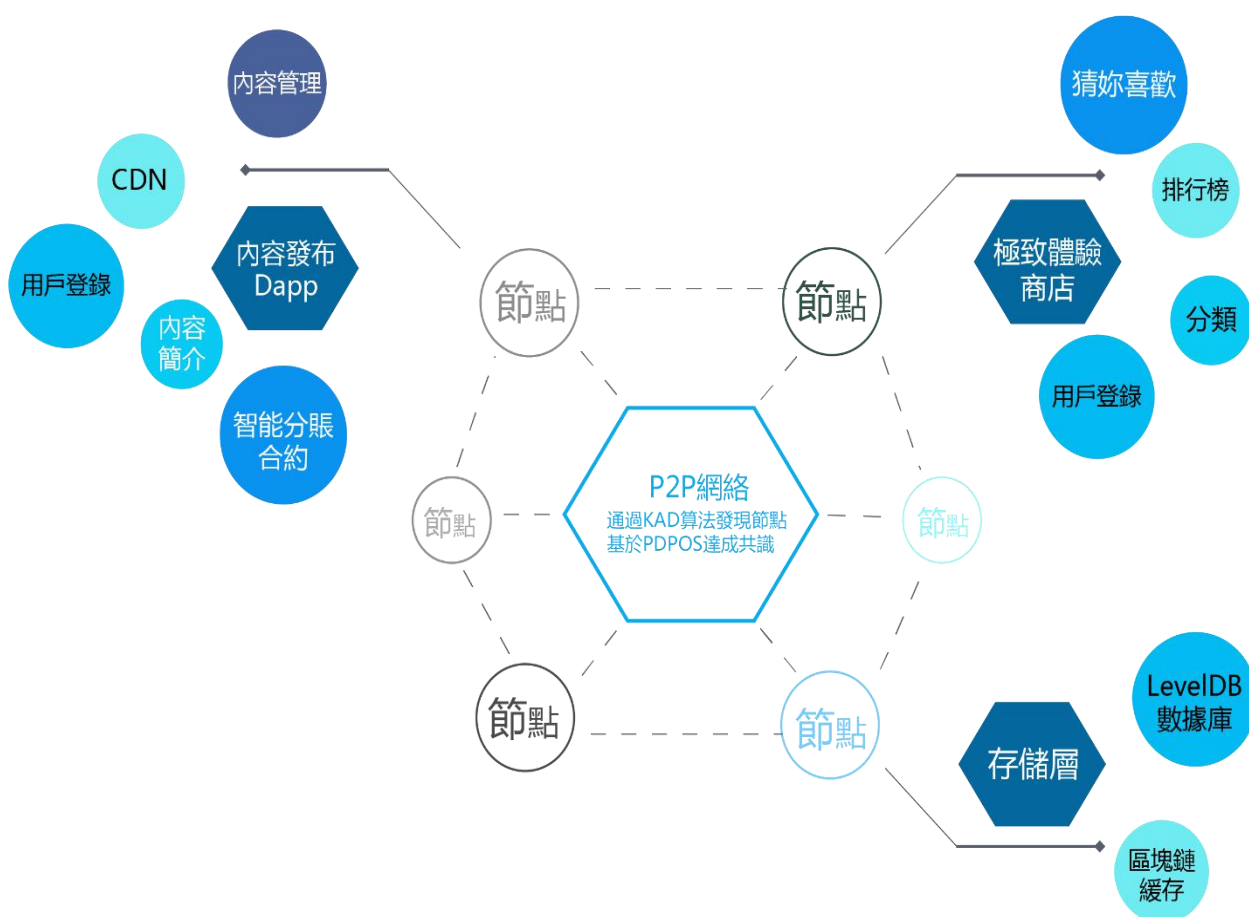 內容管理
CDN
用戶登錄
內容發布
Dapp
內容
簡介
智能分賬
合約
猜妳喜歡
排行榜
極致體驗
商店
分類
用戶登錄
節點
節點
節點
節點
節點
節點
P2P網絡
通過KAD算法發現節點
基於PDPOS達成共識
LevelDB
數據庫
存儲層
區塊鏈
緩存